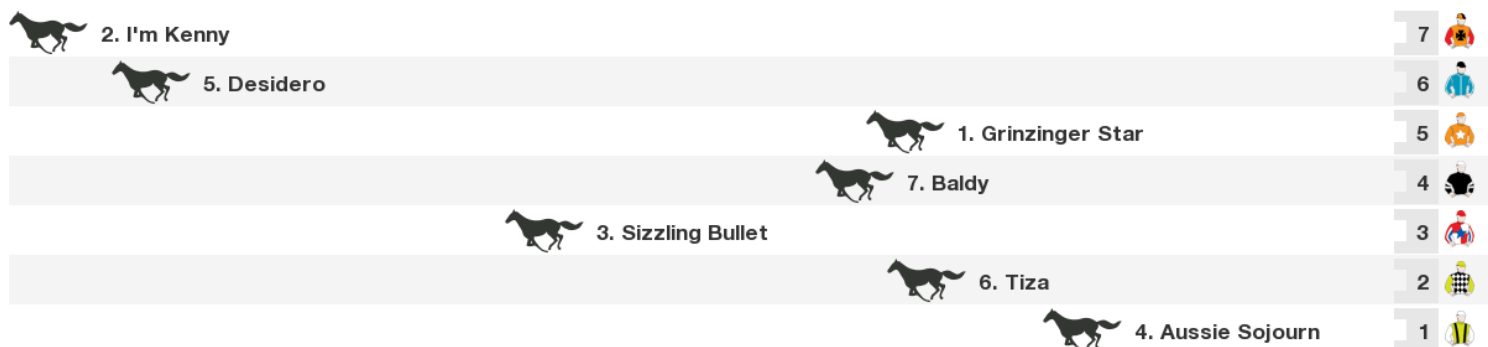 2. I'm Kenny 7
5. Desidero 6
1. Grinzinger Star 5
7. Baldy 4
3. Sizzling Bullet 3
6. Tiza 2
4. Aussie Sojourn 1